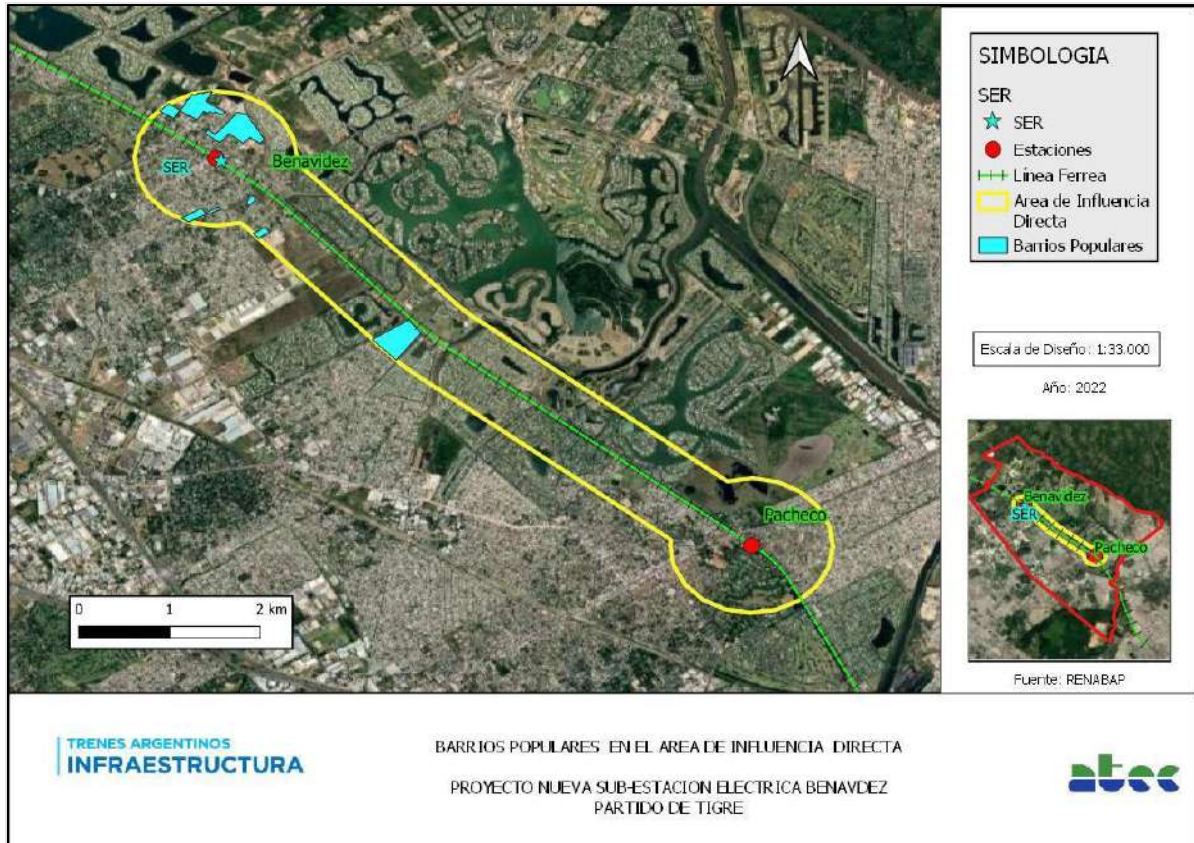 SER
Benavidez
Pacheco
0 1 2 km
SIMBOLOGIA
SER
SER
Estaciones
Línea Ferrea
Area de Influencia
Directa
Barrios Populares
Escala de Diseño: 1:33.000
Año: 2022
Benavidez
SER
Pacheco
Fuente: RENABAP
TRENES ARGENTINOS
INFRAESTRUCTURA
BARRIOS POPULARES EN EL AREA DE INFLUENCIA DIRECTA
PROYECTO NUEVA SUB-ESTACION ELECTRICA BENAVDEZ
PARTIDO DE TIGRE
atec